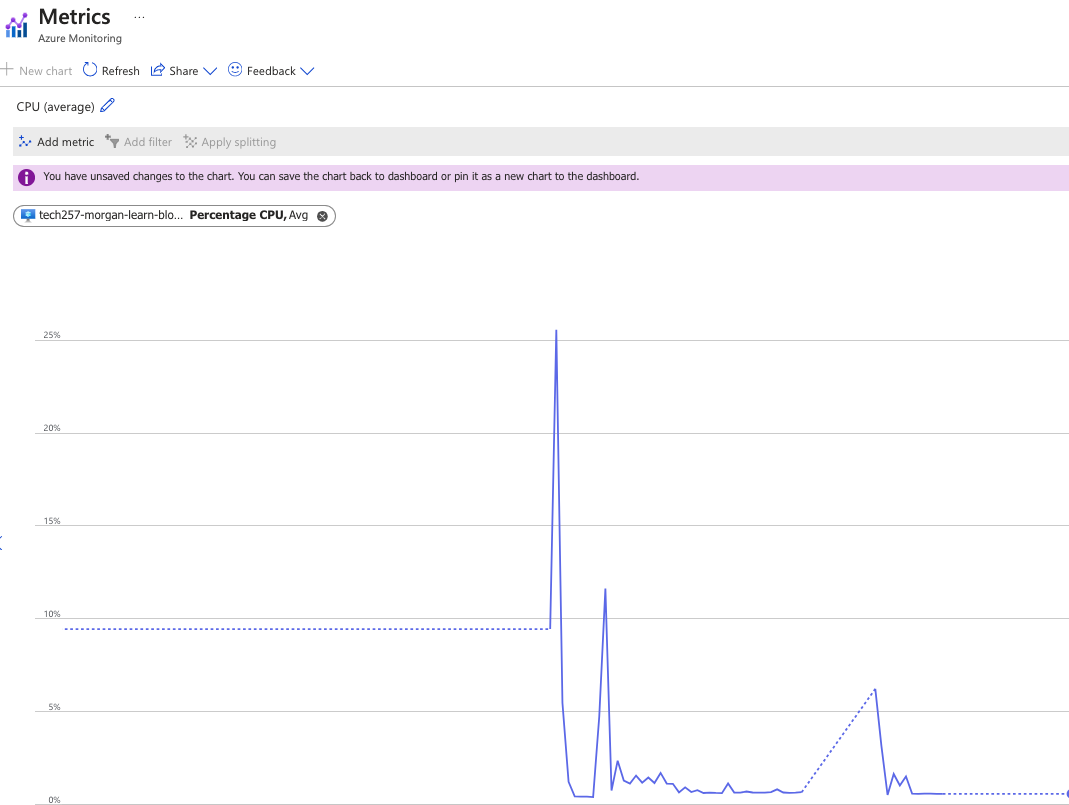 Metrics ...
Azure Monitoring
New chart Refresh Share Feedback
CPU (average)
Add metric Add filter Apply splitting
You have unsaved changes to the chart. You can save the chart back to dashboard or pin it as a new chart to the dashboard.
tech257-morgan-learn-blo... Percentage CPU, Avg
25%
20%
15%
10%
5%
0%